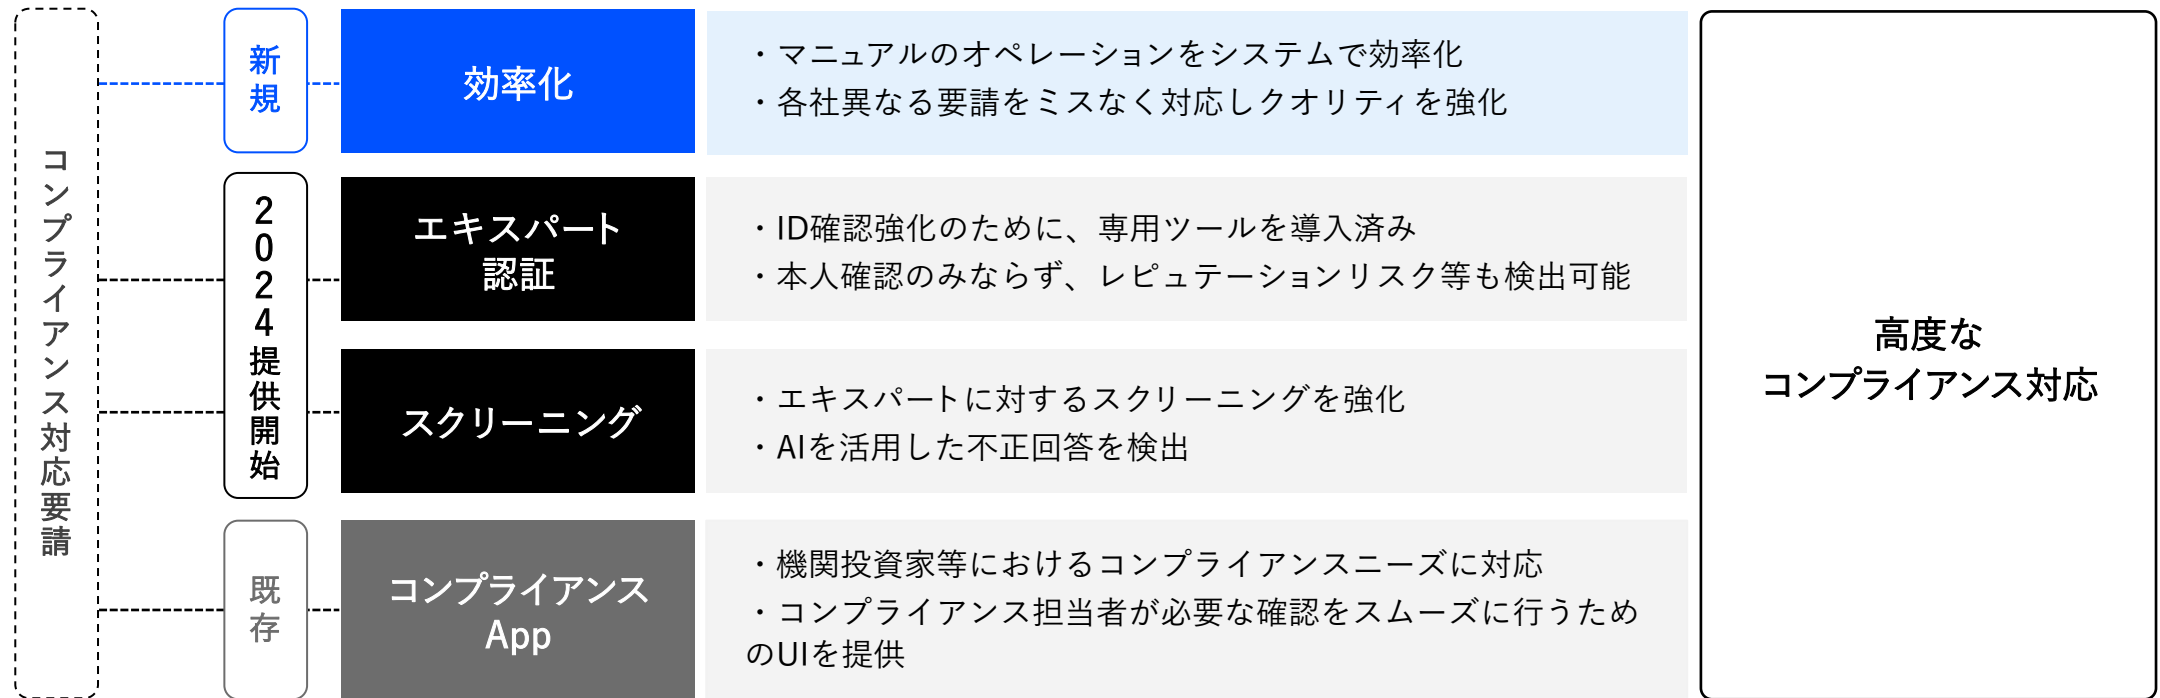 コンプライアンス対応要請
新規
効率化
・マニュアルのオペレーションをシステムで効率化
・各社異なる要請をミスなく対応しクオリティを強化
2024提供開始
エキスパート
認証
・ID確認強化のために、専用ツールを導入済み
・本人確認のみならず、レピュテーションリスク等も検出可能
スクリーニング
・エキスパートに対するスクリーニングを強化
・AIを活用した不正回答を検出
既存
コンプライアンス
App
・機関投資家等におけるコンプライアンスニーズに対応
・コンプライアンス担当者が必要な確認をスムーズに行うため
のUIを提供
高度な
コンプライアンス対応